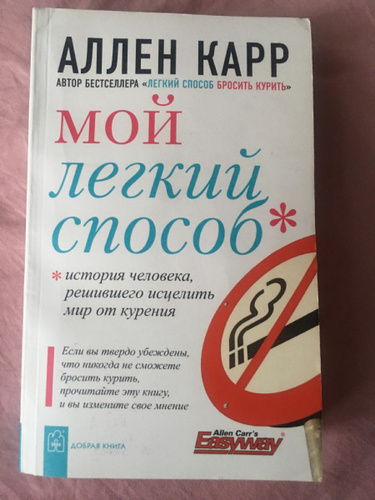 АЛЛЕН КАРР
АВТОР БЕСТСЕЛЛЕРА «ЛЕГКИЙ СПОСОБ БРОСИТЬ КУРИТЬ»
МОЙ
легкий
способ*
*история человека,
решившего исцелить
мир от курения
Если вы твердо убеждены,
что никогда не сможете
бросить курить,
прочитайте эту книгу,
и вы измените свое мнение
ДОБРАЯ КНИГА
Allen Carr's
Easyway®